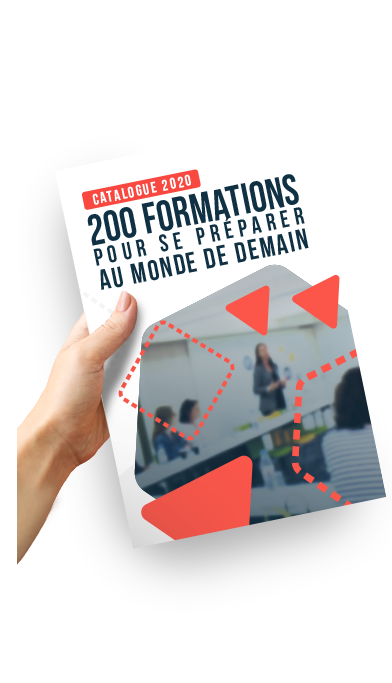 CATALOGUE 2020
200 FORMATIONS
POUR SE PRÉPARER
AU MONDE DE DEMAIN